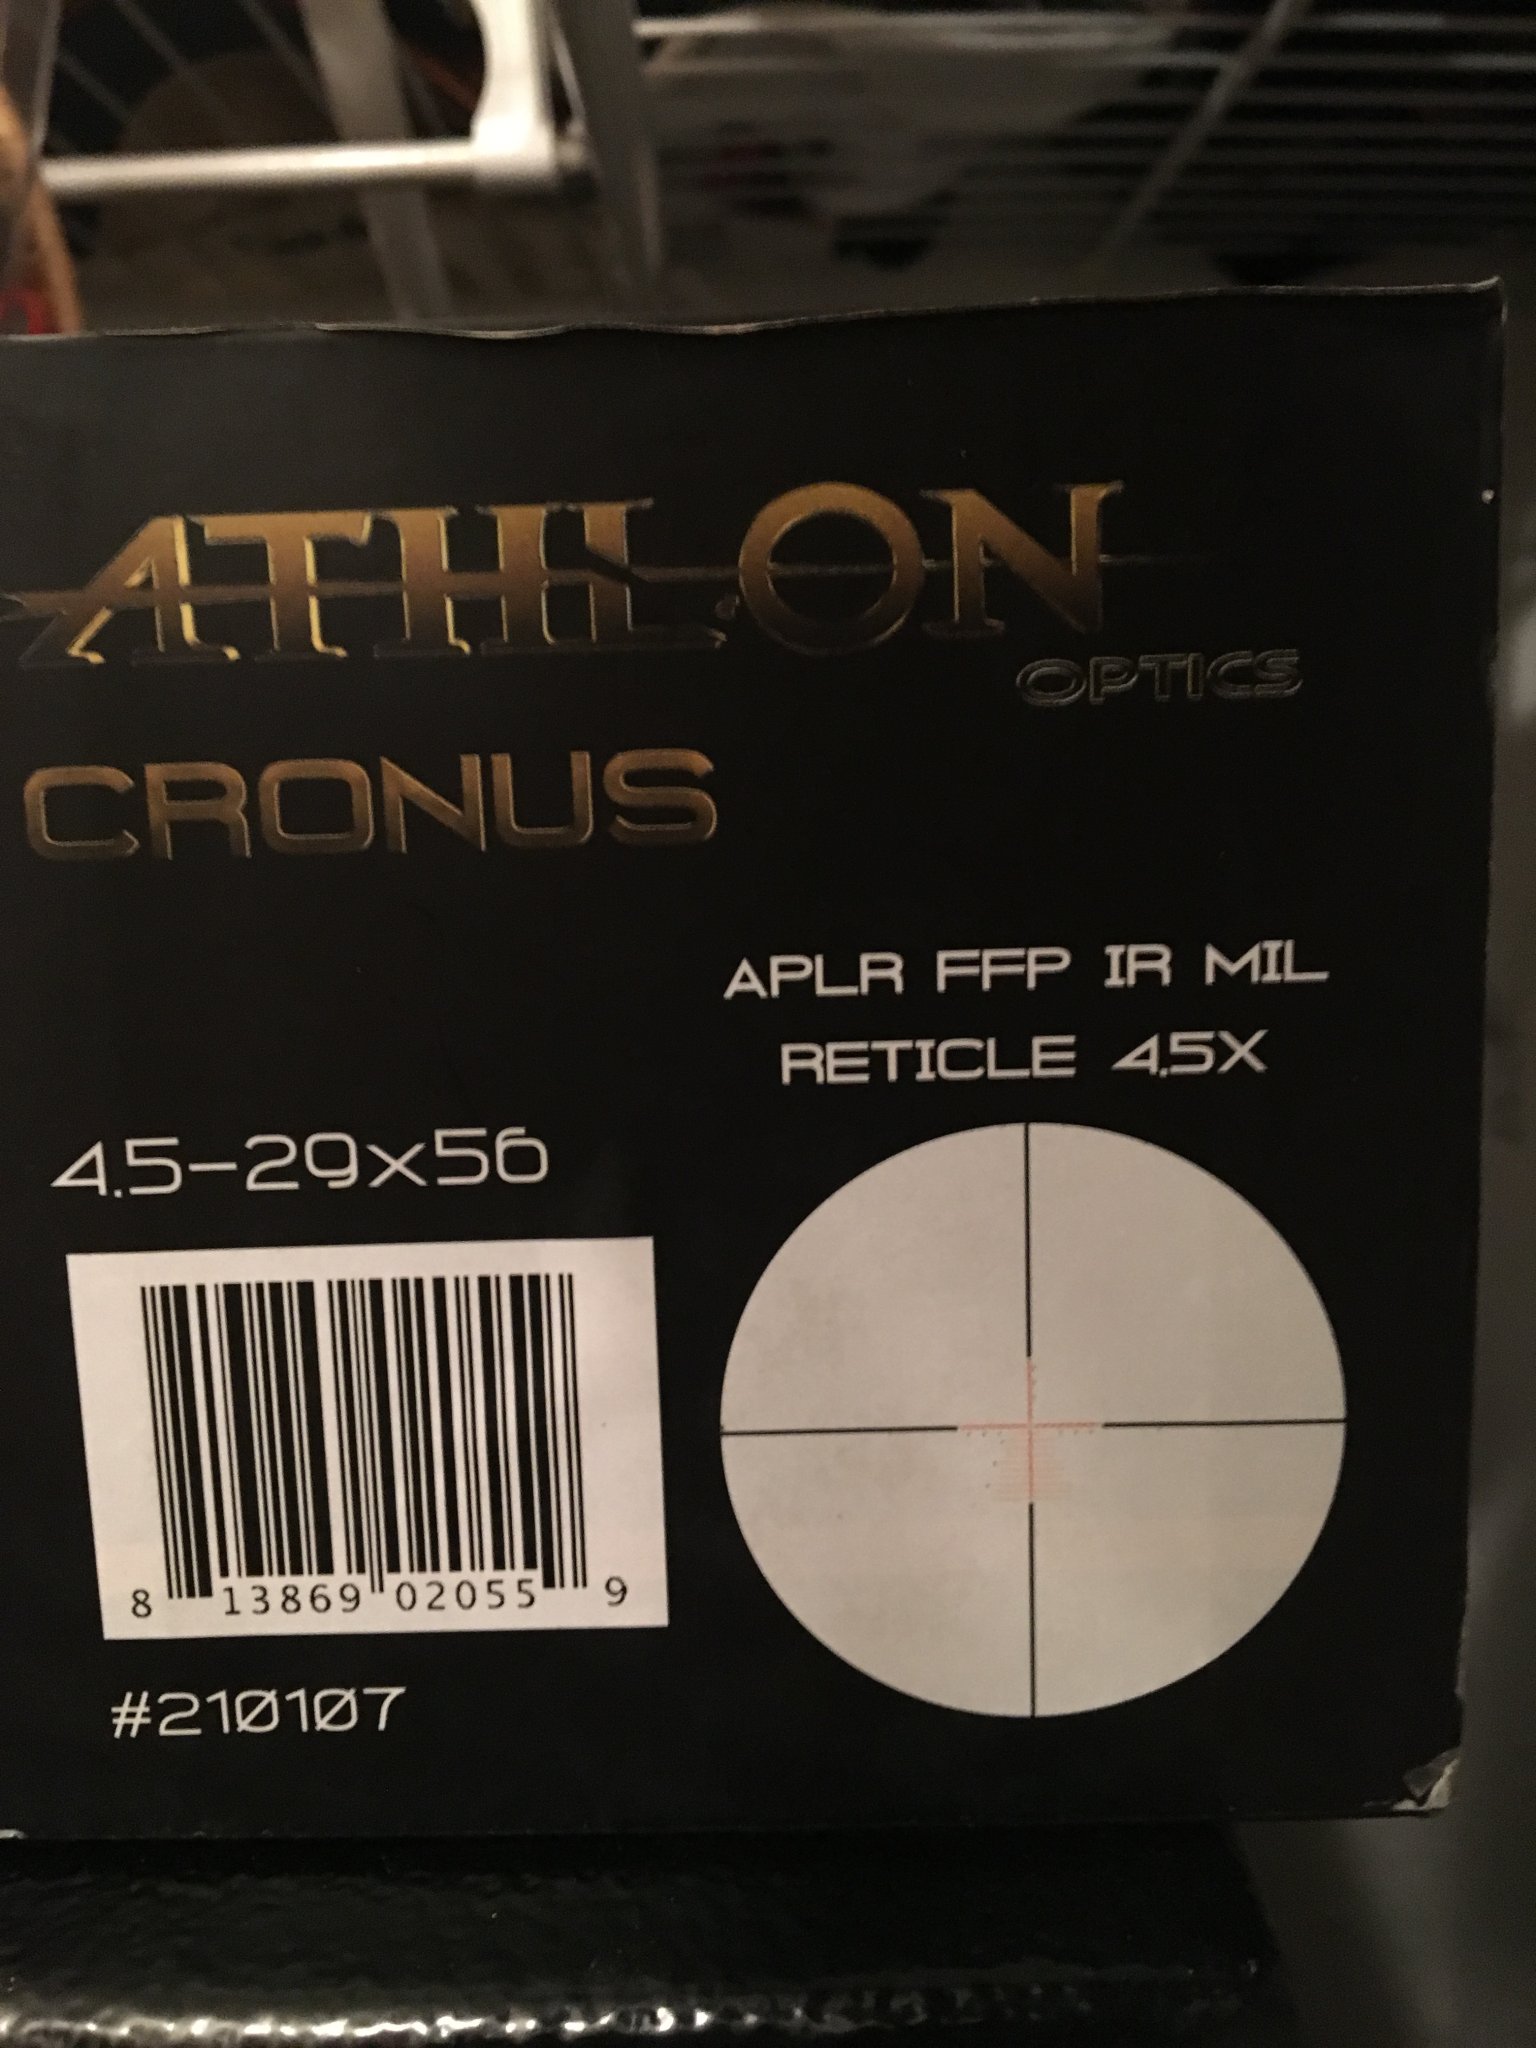 ATHLON
OPTICS
CRONUS
APLR FFP IR MIL
RETICLE 4.5X
4.5-29x56
8 13869 02055 9
#210107